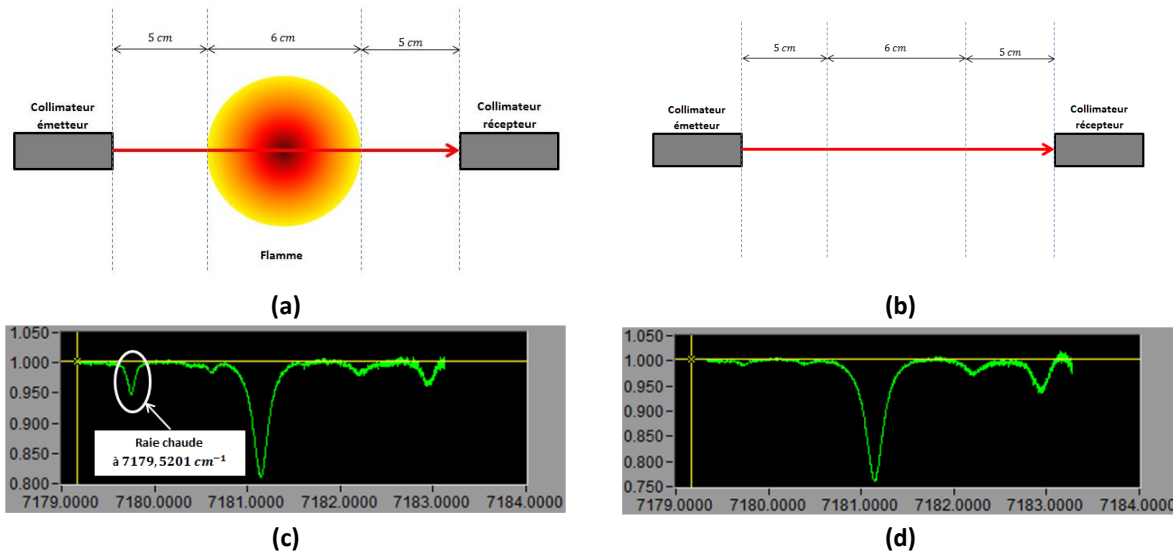 5 cm
6 cm
5 cm
Collimateur
émetteur
Collimateur
récepteur
Flamme
(a)
5 cm
6 cm
5 cm
Collimateur
émetteur
Collimateur
récepteur
(b)
1.050
1.000
0.950
0.900
0.850
0.800
Raie chaude
à 7179,5201 cm⁻¹
7179.0000 7180.0000 7181.0000 7182.0000 7183.0000 7184.0000
(c)
1.050
1.000
0.950
0.900
0.850
0.800
0.750
7179.0000 7180.0000 7181.0000 7182.0000 7183.0000 7184.0000
(d)